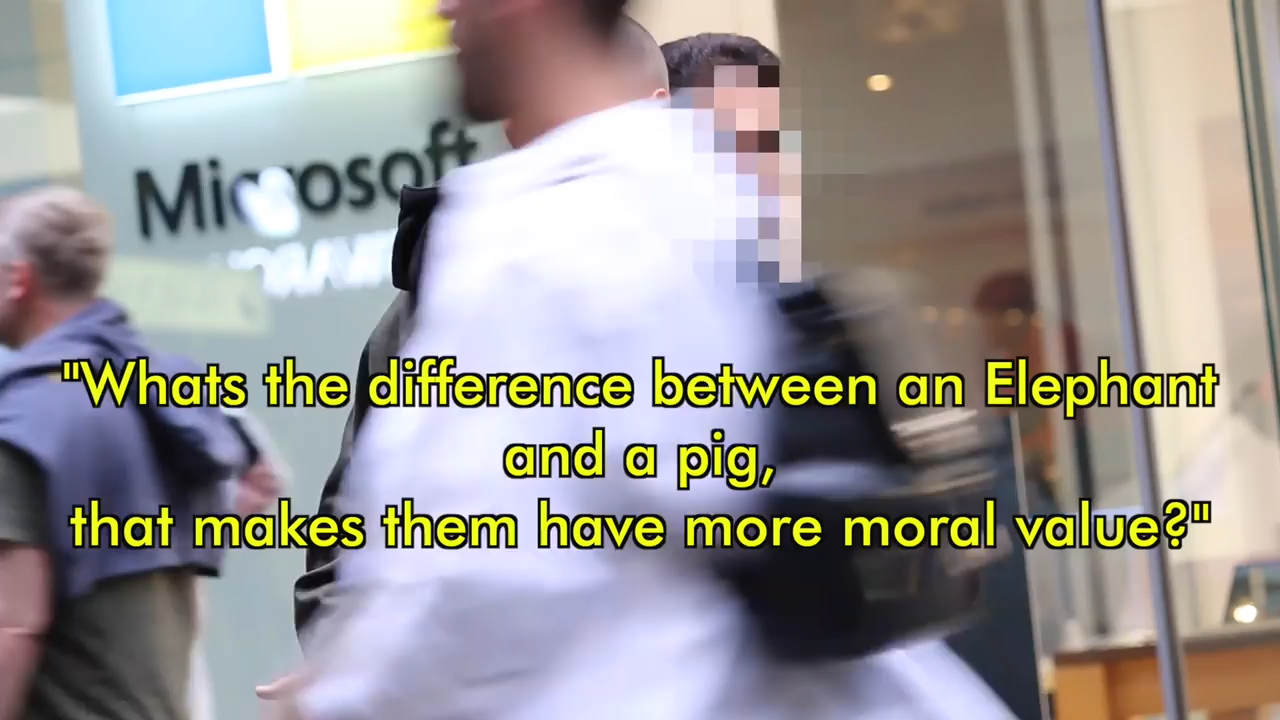 Microsoft
"Whats the difference between an Elephant
and a pig,
that makes them have more moral value?"